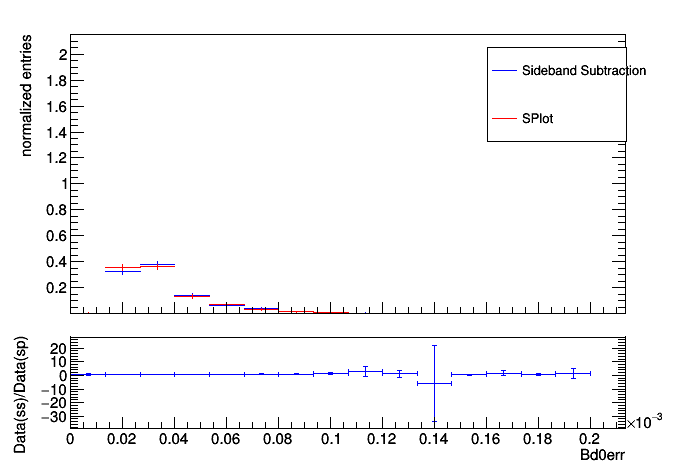 normalized entries
2
1.8
1.6
1.4
1.2
1
0.8
0.6
0.4
0.2
Sideband Subtraction
SPlot
Data(ss)/Data(sp)
20
10
0
−10
−20
−30
0 0.02 0.04 0.06 0.08 0.1 0.12 0.14 0.16 0.18 0.2
×10⁻³
Bd0err